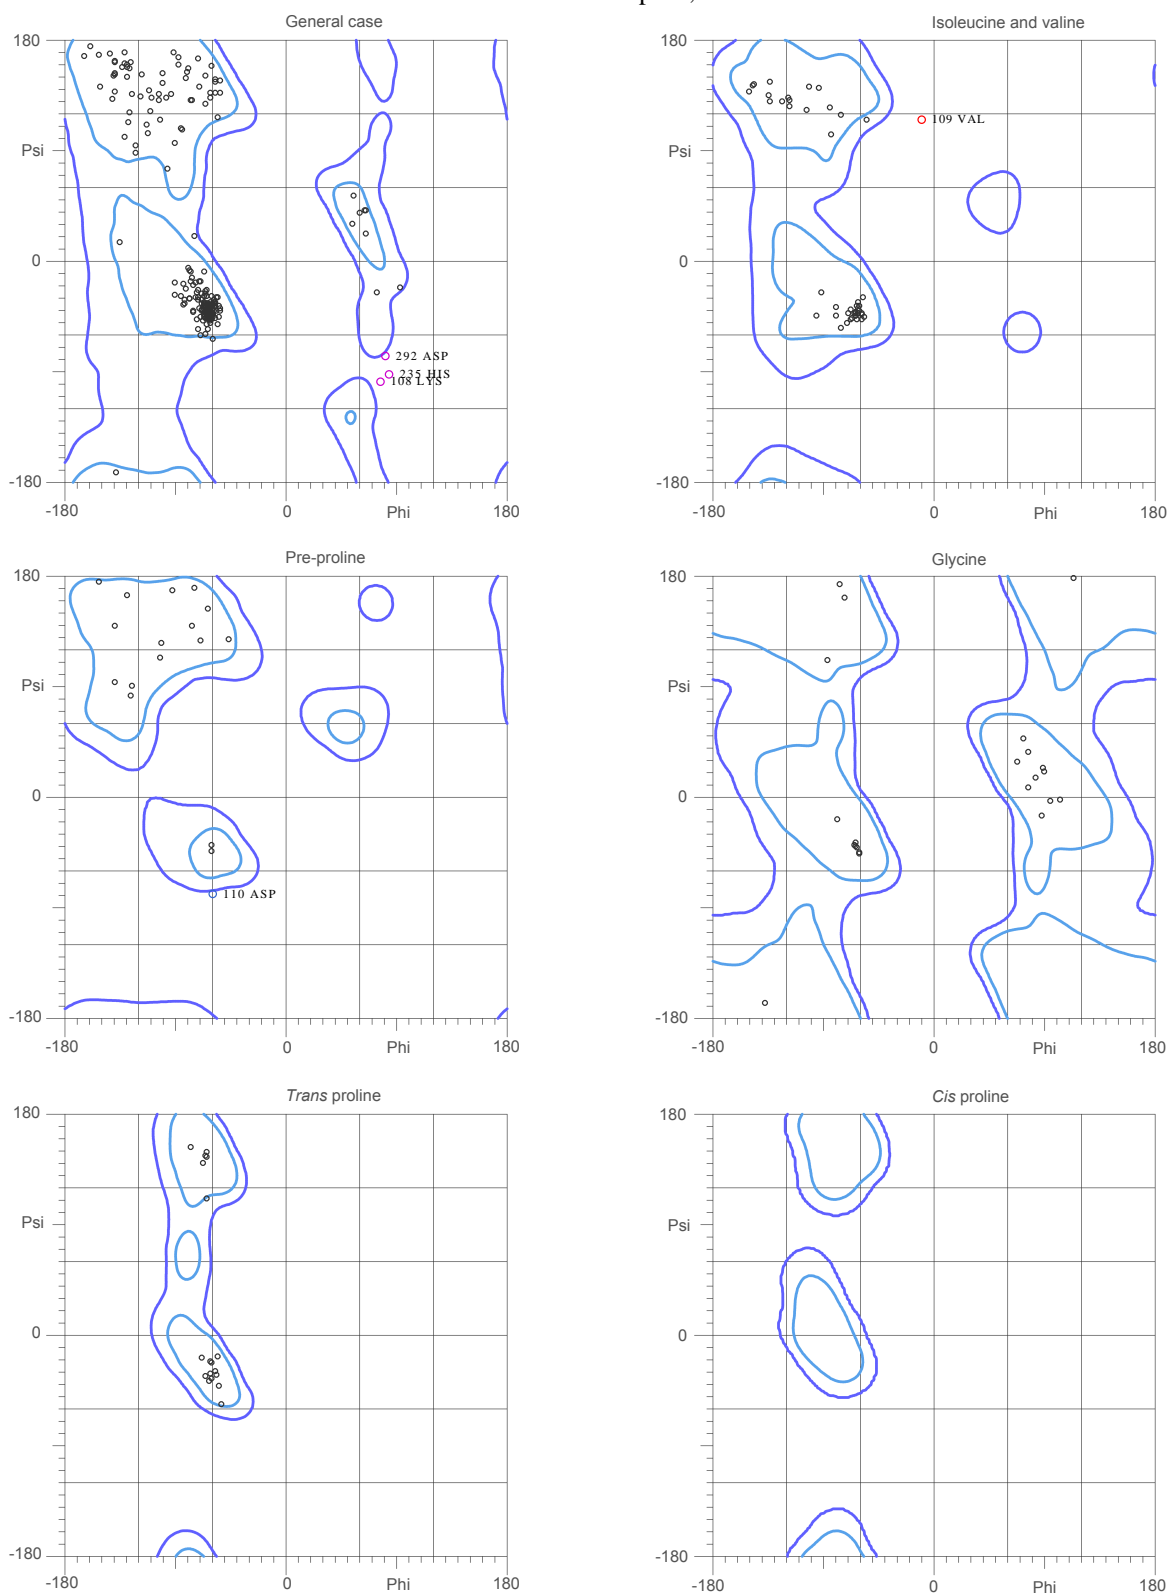 General case
Isoleucine and valine
180
Psi
0
-180
-180
0
Phi
180
292 ASP
235 HIS
108 LYS
180
Psi
0
-180
-180
0
Phi
180
109 VAL
Pre-proline
Glycine
180
Psi
0
-180
-180
0
Phi
180
110 ASP
180
Psi
0
-180
-180
0
Phi
180
Trans proline
Cis proline
180
Psi
0
-180
-180
0
Phi
180
180
Psi
0
-180
-180
0
Phi
180